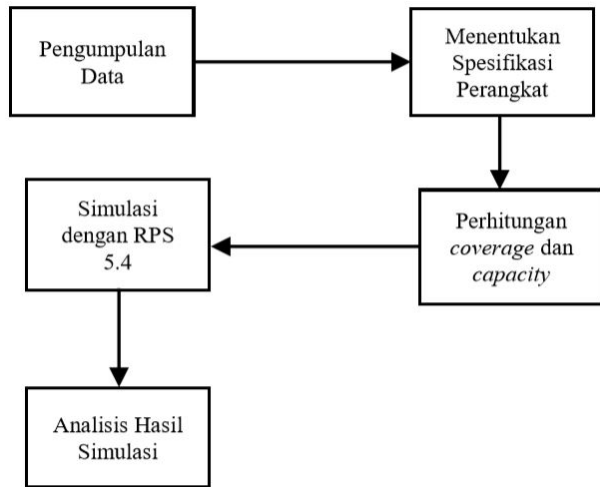 Pengumpulan
Data
Menentukan
Spesifikasi
Perangkat
Perhitungan
coverage dan
capacity
Simulasi
dengan RPS
5.4
Analisis Hasil
Simulasi